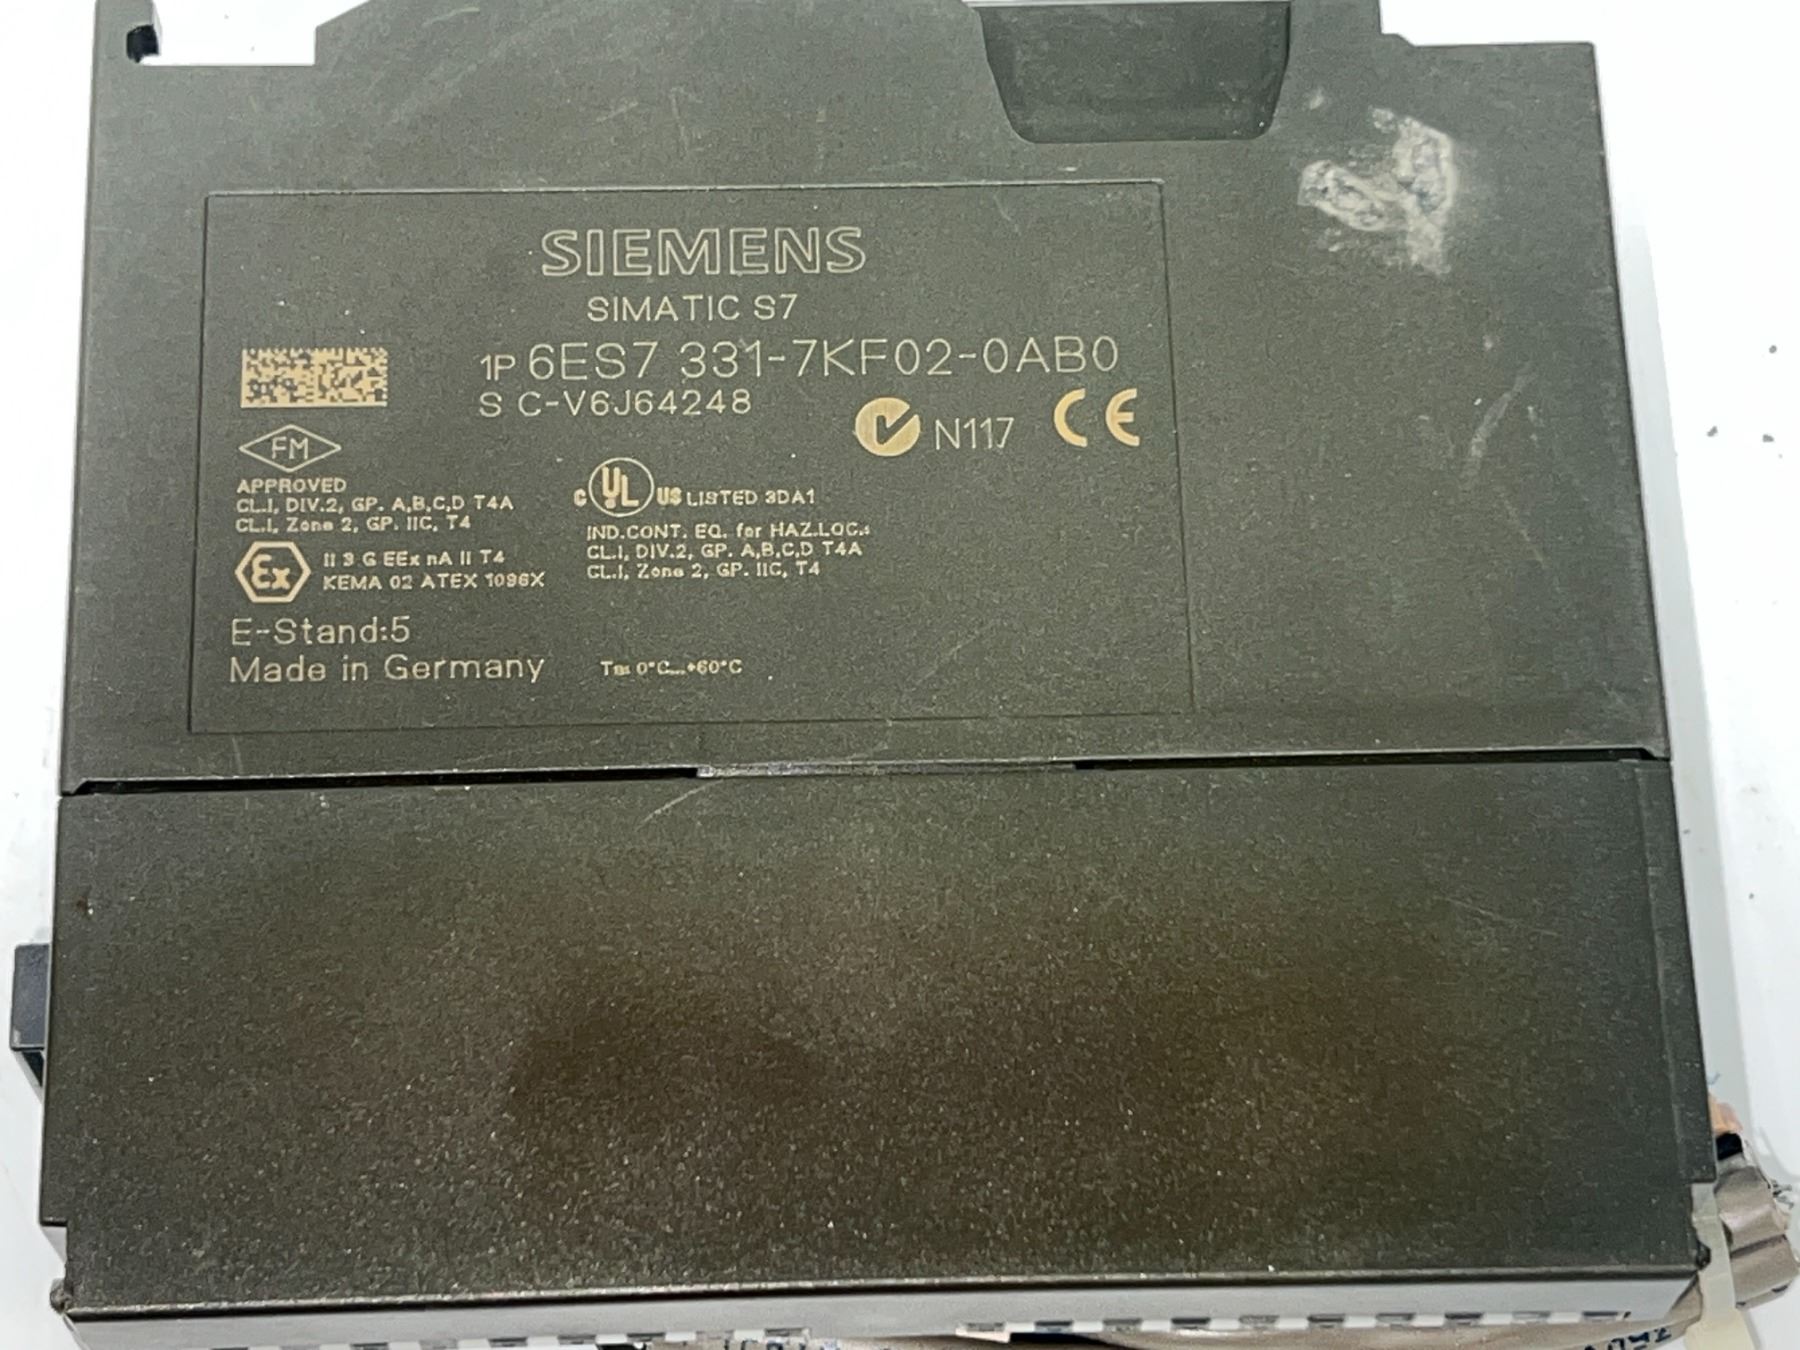 SIEMENS
SIMATIC S7
1P 6ES7 331-7KF02-0AB0
S C-V6J64248
N117 CE
FM
APPROVED
CL.I, DIV.2, GP. A,B,C,D T4A
CL.I, Zone 2, GP. IIC, T4
Ex
II 3 G EEx nA II T4
KEMA 02 ATEX 1096X
C UL US LISTED 3DA1
IND.CONT. EQ. for HAZ.LOC.:
CL.I, DIV.2, GP. A,B,C,D T4A
CL.I, Zone 2, GP. IIC, T4
E-Stand:5
Made in Germany
0°C...+60°C